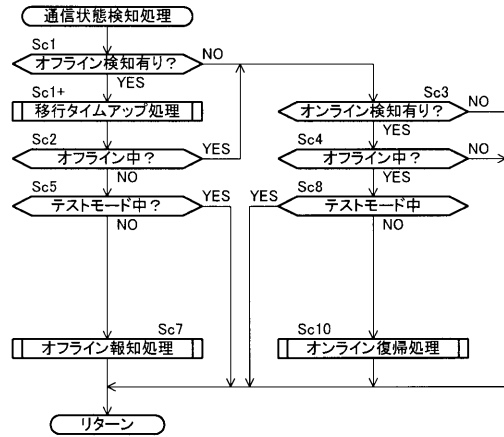 通信状態検知処理
Sc1
オフライン検知有り?
NO
YES
Sc1+
移行タイムアップ処理
Sc3
オンライン検知有り?
NO
YES
Sc2
オフライン中?
YES
NO
Sc4
オフライン中?
NO
YES
Sc5
テストモード中?
YES
NO
Sc8
YES
テストモード中
NO
Sc7
オフライン報知処理
Sc10
オンライン復帰処理
リターン